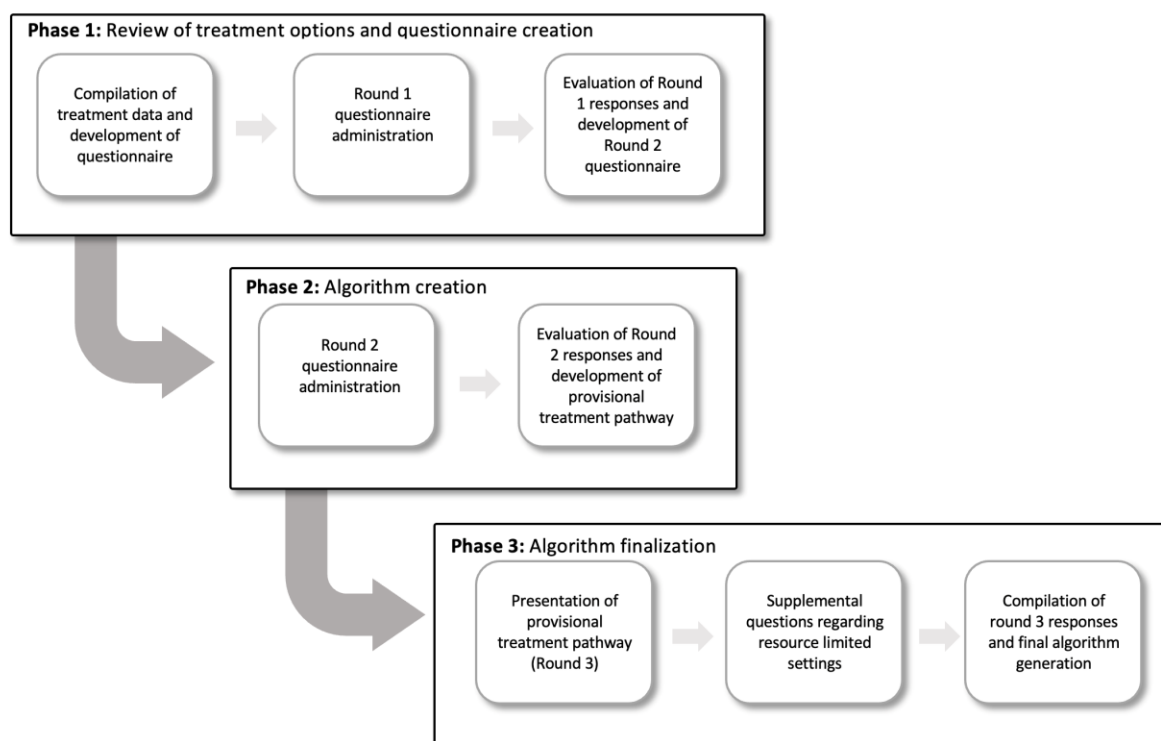 Phase 1: Review of treatment options and questionnaire creation
Compilation of
treatment data and
development of
questionnaire
Round 1
questionnaire
administration
Evaluation of Round
1 responses and
development of
Round 2
questionnaire
Phase 2: Algorithm creation
Round 2
questionnaire
administration
Evaluation of Round
2 responses and
development of
provisional
treatment pathway
Phase 3: Algorithm finalization
Presentation of
provisional
treatment pathway
(Round 3)
Supplemental
questions regarding
resource limited
settings
Compilation of
round 3 responses
and final algorithm
generation